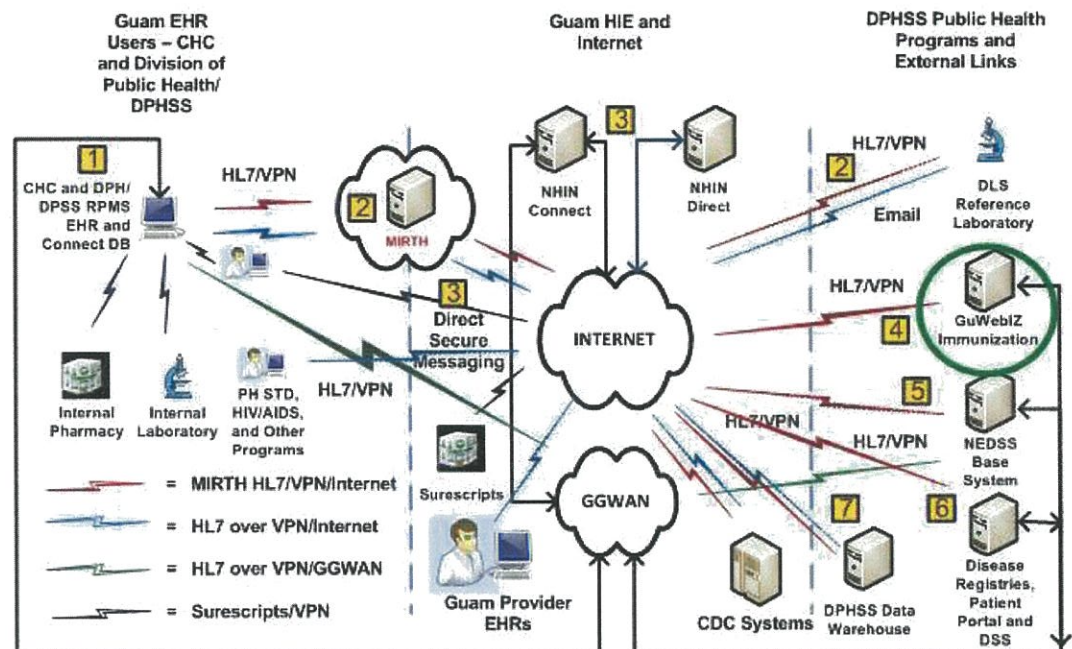 Guam EHR
Users – CHC
and Division of
Public Health/
DPHSS
Guam HIE and
Internet
DPHSS Public Health
Programs and
External Links
1
CHC and DPH/
DPSS RPMS
EHR and
Connect DB
HL7/VPN
2
MIRTH
NHIN
Connect
3
NHIN
Direct
HL7/VPN
2
Email
DLS
Reference
Laboratory
3
Direct
Secure
Messaging
INTERNET
HL7/VPN
4
GuWebIZ
Immunization
Internal
Pharmacy
Internal
Laboratory
PH STD,
HIV/AIDS,
and Other
Programs
HL7/VPN
Surescripts
HL7/VPN
5
HL7/VPN
NEDSS
Base
System
6
= MIRTH HL7/VPN/Internet
= HL7 over VPN/Internet
= HL7 over VPN/GGWAN
= Surescripts/VPN
Guam Provider
EHRs
GGWAN
CDC Systems
7
DPHSS Data
Warehouse
Disease
Registries,
Patient
Portal and
DSS